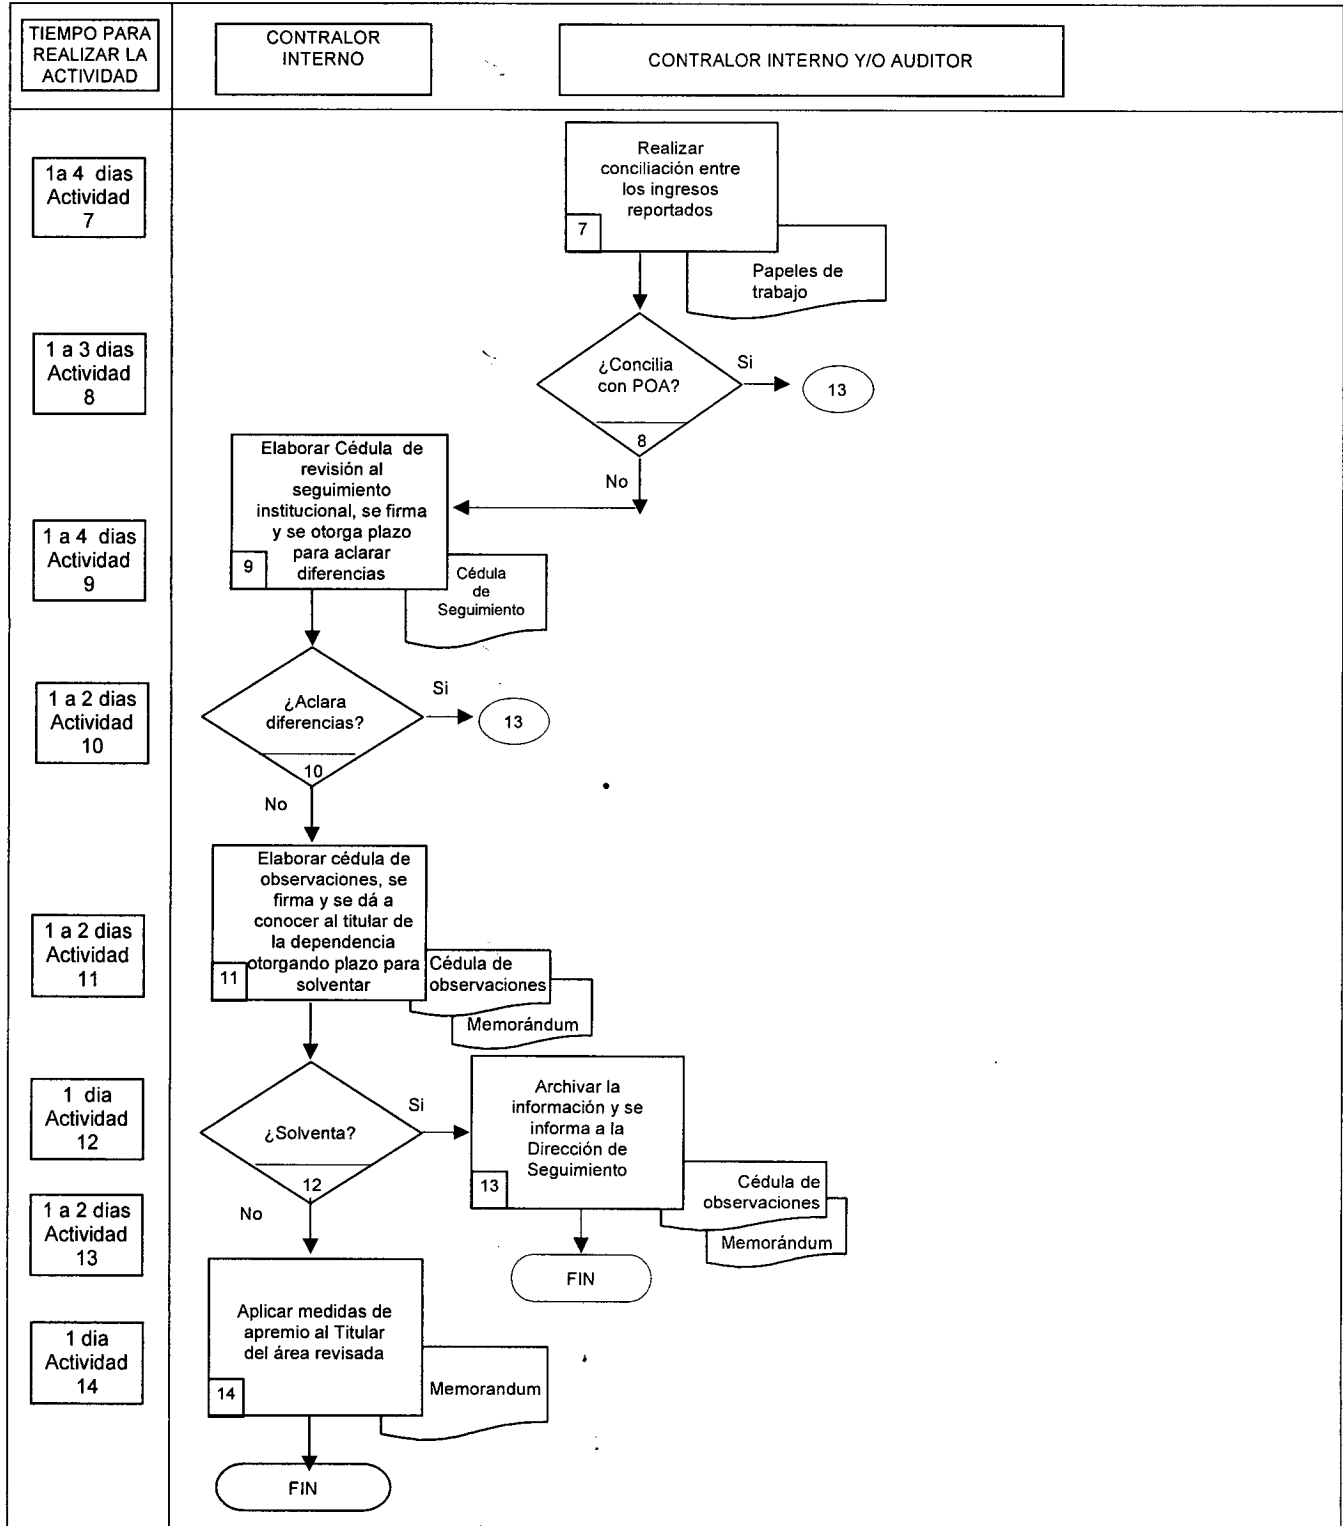 TIEMPO PARA
REALIZAR LA
ACTIVIDAD
CONTRALOR
INTERNO
CONTRALOR INTERNO Y/O AUDITOR
1a 4 dias
Actividad
7
Realizar
conciliación entre
los ingresos
reportados
7
Papeles de
trabajo
1 a 3 dias
Actividad
8
¿Concilia
con POA?
8
Si
13
No
1 a 4 dias
Actividad
9
Elaborar Cédula de
revisión al
seguimiento
institucional, se firma
y se otorga plazo
para aclarar
diferencias
9
Cédula
de
Seguimiento
1 a 2 dias
Actividad
10
¿Aclara
diferencias?
10
Si
13
No
1 a 2 dias
Actividad
11
Elaborar cédula de
observaciones, se
firma y se dá a
conocer al titular de
la dependencia
otorgando plazo para
solventar
11
Cédula de
observaciones
Memorándum
1 dia
Actividad
12
¿Solventa?
12
Si
No
1 a 2 dias
Actividad
13
Archivar la
información y se
informa a la
Dirección de
Seguimiento
13
Cédula de
observaciones
Memorándum
FIN
1 dia
Actividad
14
Aplicar medidas de
apremio al Titular
del área revisada
14
Memorandum
FIN